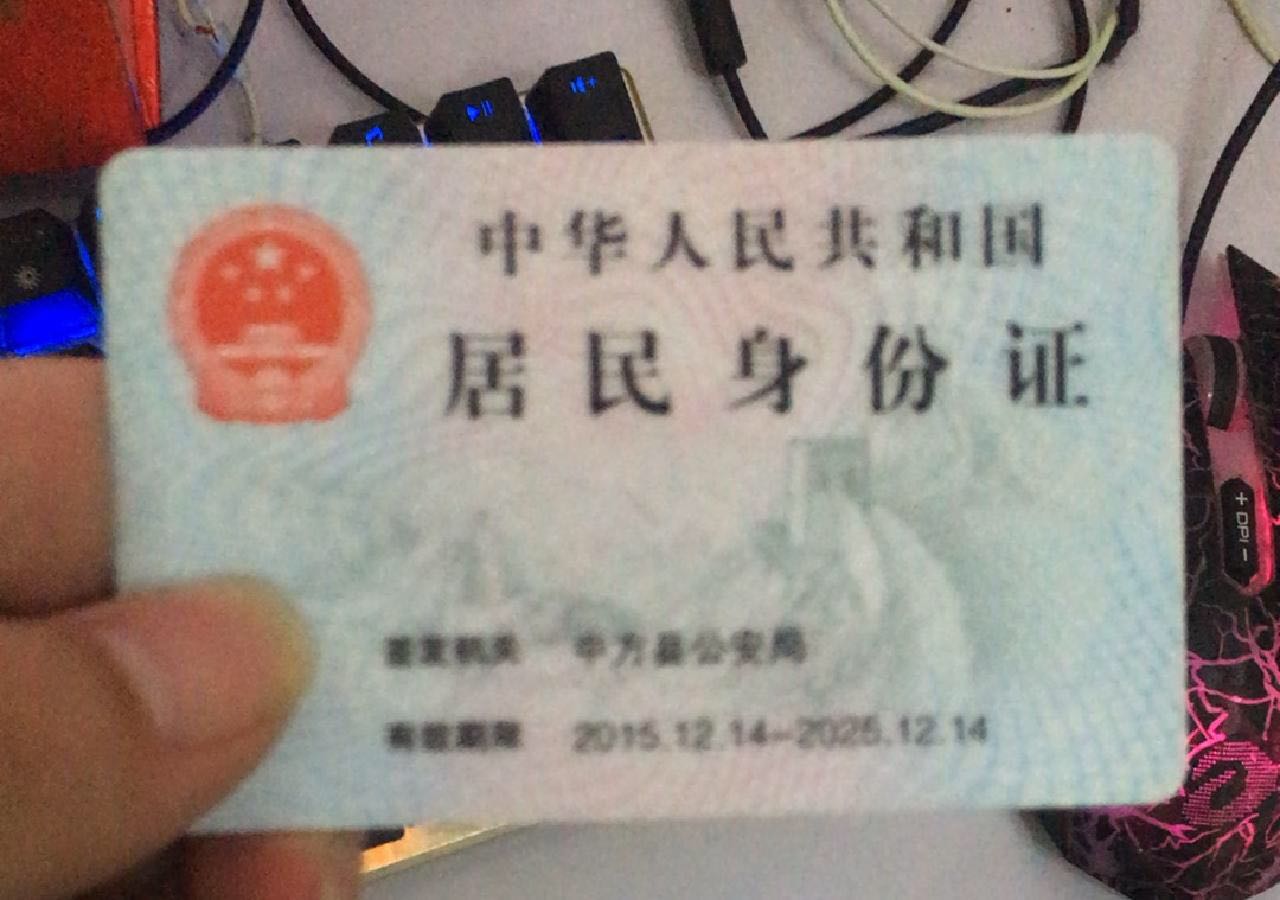 中华人民共和国
居民身份证
签发机关 中方县公安局
有效期限 2015.12.14-2025.12.14
+ DPI -